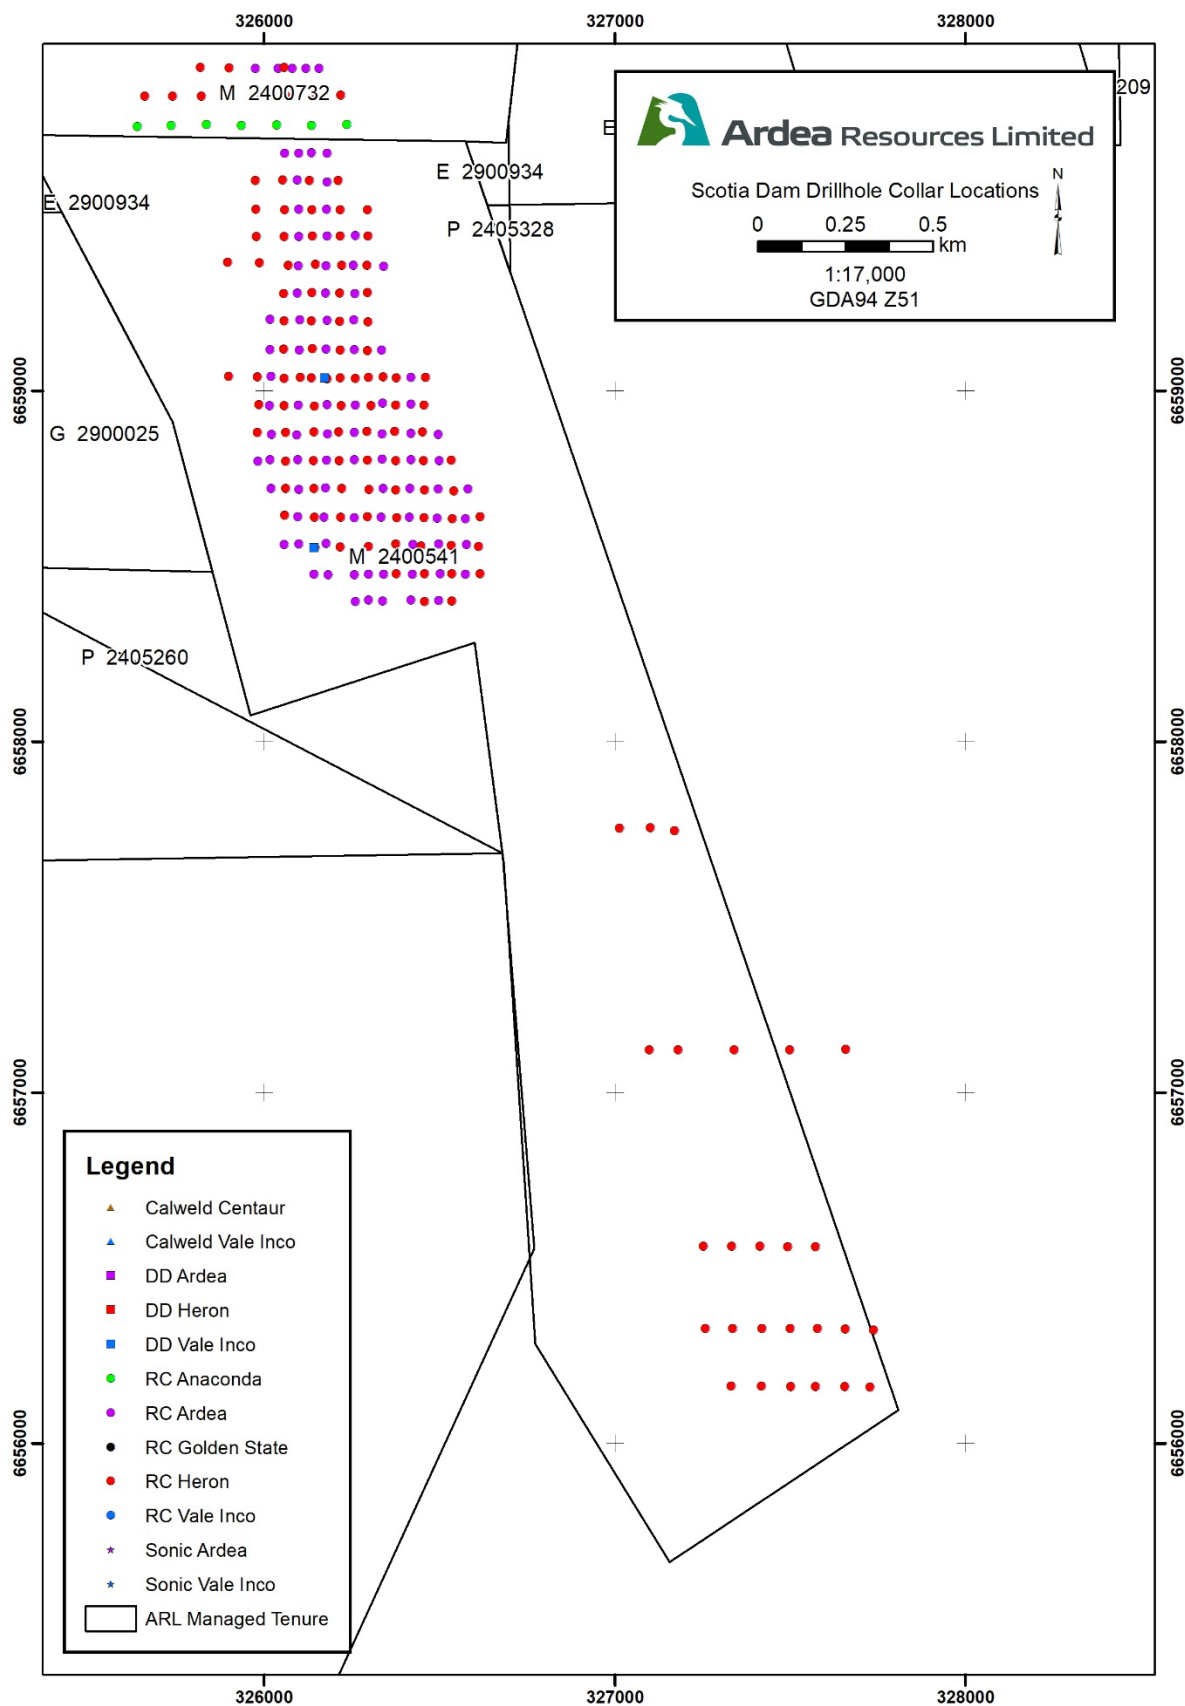 326000
327000
328000
M 2400732
209
E
Ardea Resources Limited
Scotia Dam Drillhole Collar Locations
N
0 0.25 0.5
km
1:17,000
GDA94 Z51
E 2900934
E 2900934
P 2405328
6659000
6659000
G 2900025
M 2400541
P 2405260
6658000
6658000
6657000
6657000
Legend
Calweld Centaur
Calweld Vale Inco
DD Ardea
DD Heron
DD Vale Inco
RC Anaconda
RC Ardea
RC Golden State
RC Heron
RC Vale Inco
Sonic Ardea
Sonic Vale Inco
ARL Managed Tenure
6656000
6656000
326000
327000
328000